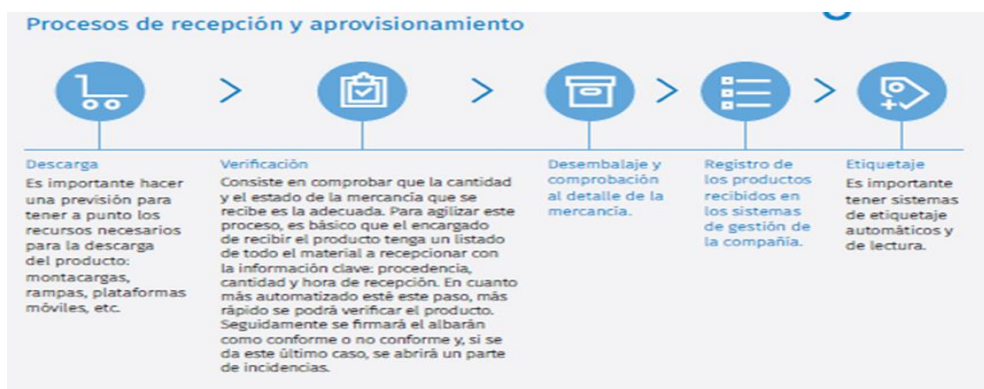 Procesos de recepción y aprovisionamiento
Descarga
Es importante hacer
una previsión para
tener a punto los
recursos necesarios
para la descarga
del producto:
montacargas,
rampas, plataformas
móviles, etc.
Verificación
Consiste en comprobar que la cantidad
y el estado de la mercancía que se
recibe es la adecuada. Para agilizar este
proceso, es básico que el encargado
de recibir el producto tenga un listado
de todo el material a recepcionar con
la información clave: procedencia,
cantidad y hora de recepción. En cuanto
más automatizado esté este paso, más
rápido se podrá verificar el producto.
Seguidamente se firmará el albarán
como conforme o no conforme y, si se
da este último caso, se abrirá un parte
de incidencias.
Desembalaje y
comprobación
al detalle de la
mercancía.
Registro de
los productos
recibidos en
los sistemas
de gestión de
la compañía.
Etiquetaje
Es importante
tener sistemas
de etiquetaje
automáticos y
de lectura.